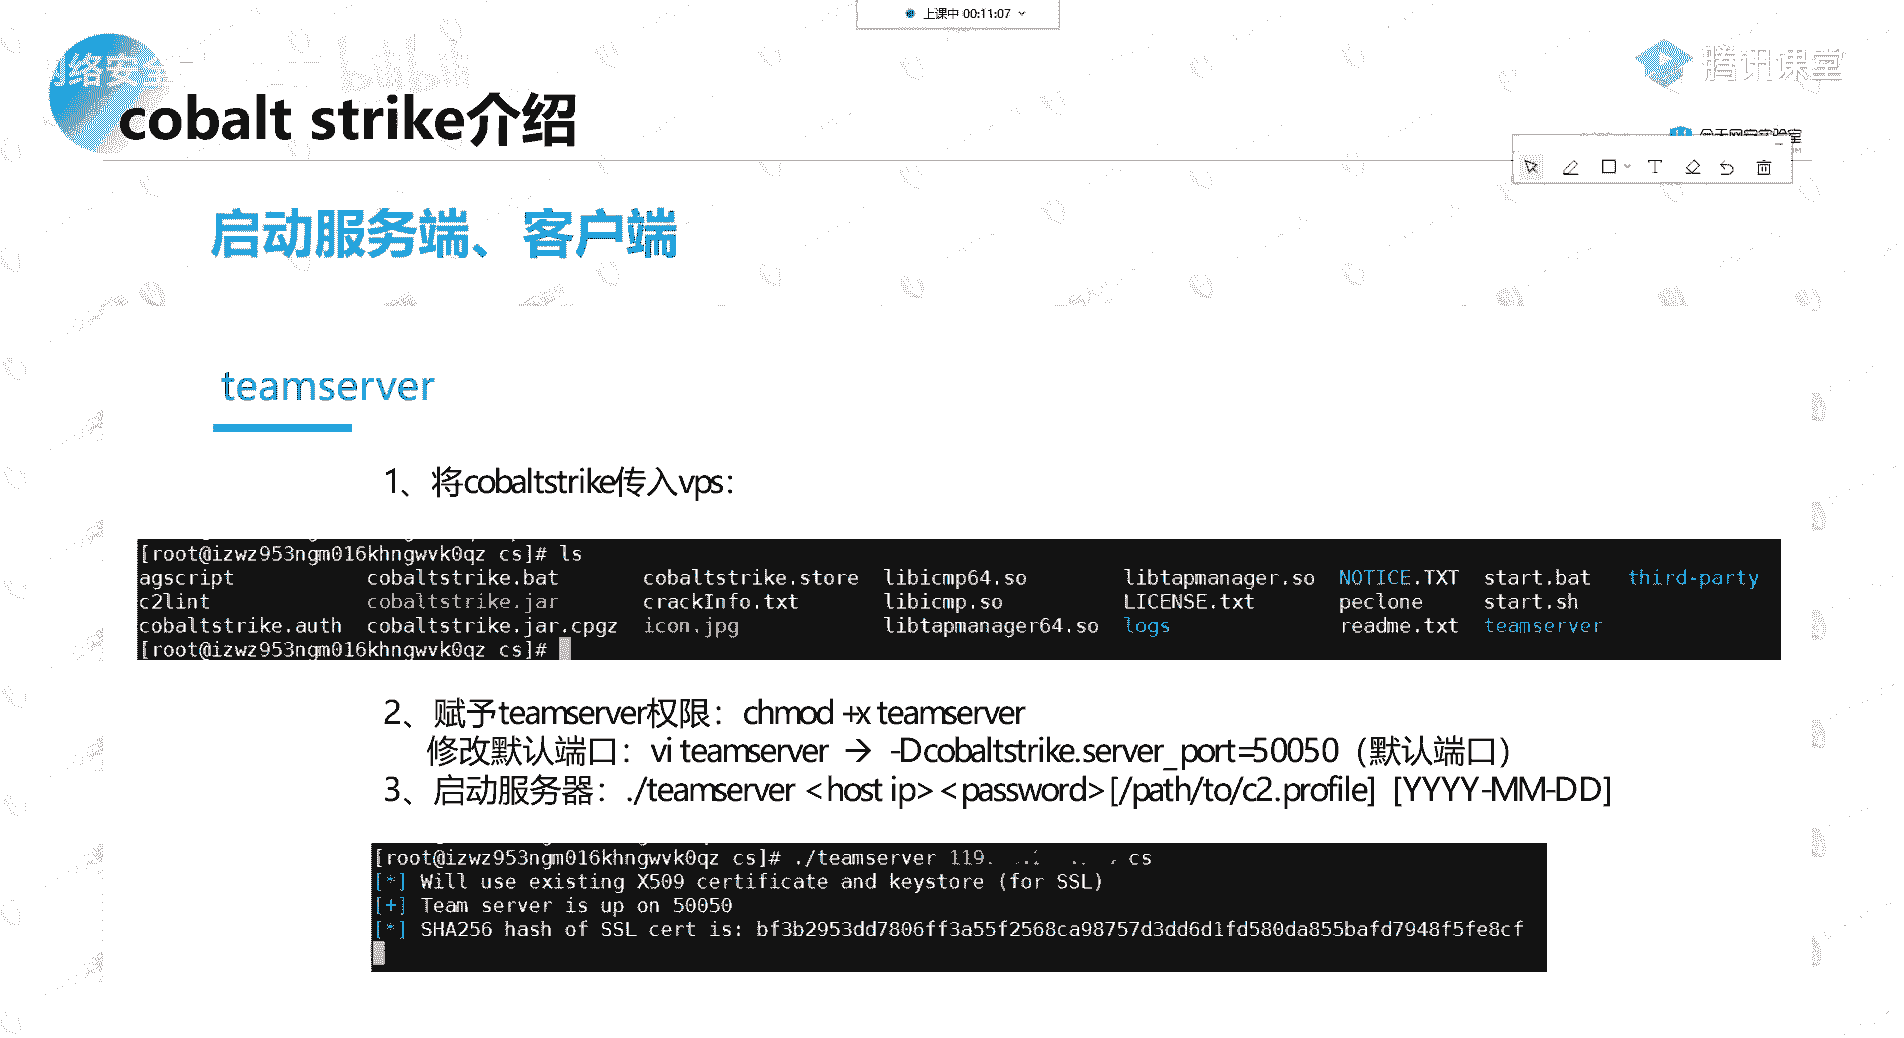 上课中 00:11:07
腾讯课堂
cobalt strike介绍
启动服务端、客户端
teamserver
1、将cobaltstrike传入vps：
[root@izwz953ngm016khngwvk0qz cs]# ls
agscript cobaltstrike.bat cobaltstrike.store libicmp64.so libtapmanager.so NOTICE.TXT start.bat third-party
c2lint cobaltstrike.jar crackInfo.txt libicmp.so LICENSE.txt peclone start.sh
cobaltstrike.auth cobaltstrike.jar.cpgz icon.jpg libtapmanager64.so logs readme.txt teamserver
[root@izwz953ngm016khngwvk0qz cs]#
2、赋予teamserver权限：chmod +x teamserver
修改默认端口：vi teamserver → -Dcobaltstrike.server_port=50050（默认端口）
3、启动服务器：./teamserver <host ip> <password> [/path/to/c2.profile] [YYYY-MM-DD]
[root@izwz953ngm016khngwvk0qz cs]# ./teamserver 119. cs
[*] Will use existing X509 certificate and keystore (for SSL)
[+] Team server is up on 50050
[*] SHA256 hash of SSL cert is: bf3b2953dd7806ff3a55f2568ca98757d3dd6d1fd580da855bafd7948f5fe8cf